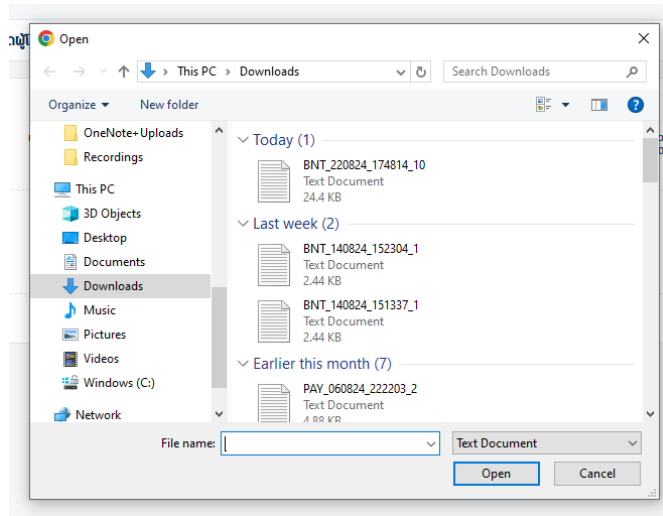 Open
This PC > Downloads
Search Downloads
Organize
New folder
OneNote+Uploads
Recordings
This PC
3D Objects
Desktop
Documents
Downloads
Music
Pictures
Videos
Windows (C:)
Network
Today (1)
BNT_220824_174814_10
Text Document
24.4 KB
Last week (2)
BNT_140824_152304_1
Text Document
2.44 KB
BNT_140824_151337_1
Text Document
2.44 KB
Earlier this month (7)
PAY_060824_222203_2
Text Document
4.88 KB
File name:
Text Document
Open
Cancel